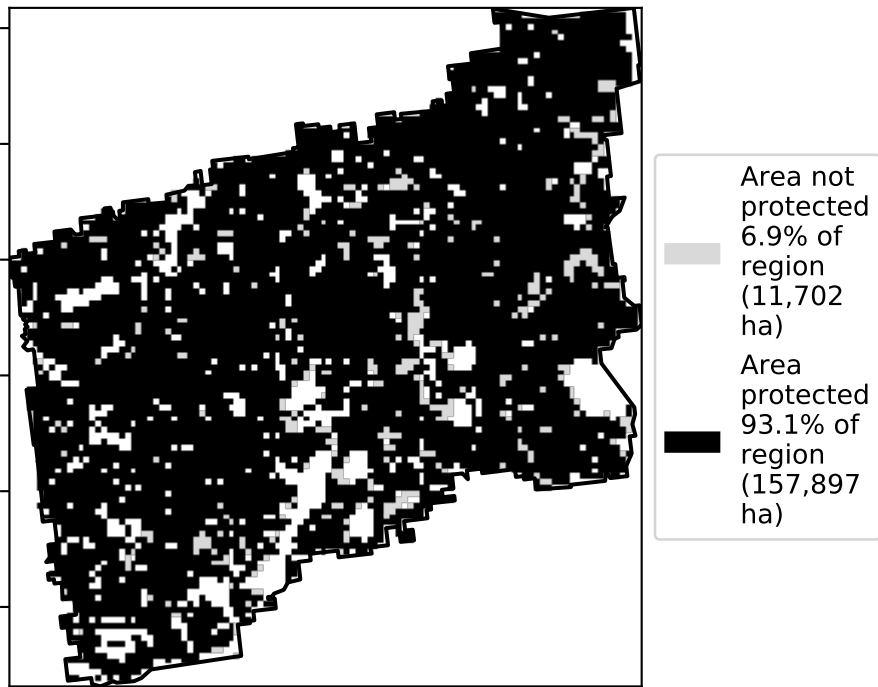 Area not
protected
6.9% of
region
(11,702
ha)
Area
protected
93.1% of
region
(157,897
ha)